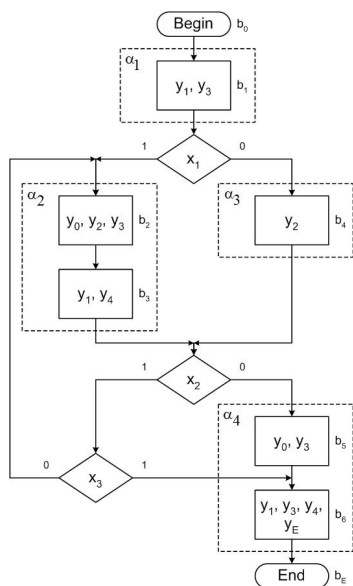 Begin b₀
α₁
y₁, y₃ b₁
1 x₁ 0
α₂ α₃
y₀, y₂, y₃ b₂ y₂ b₄
y₁, y₄ b₃
1 x₂ 0
α₄
y₀, y₃ b₅
0 x₃ 1
y₁, y₃, y₄, b₆
yE
End bE